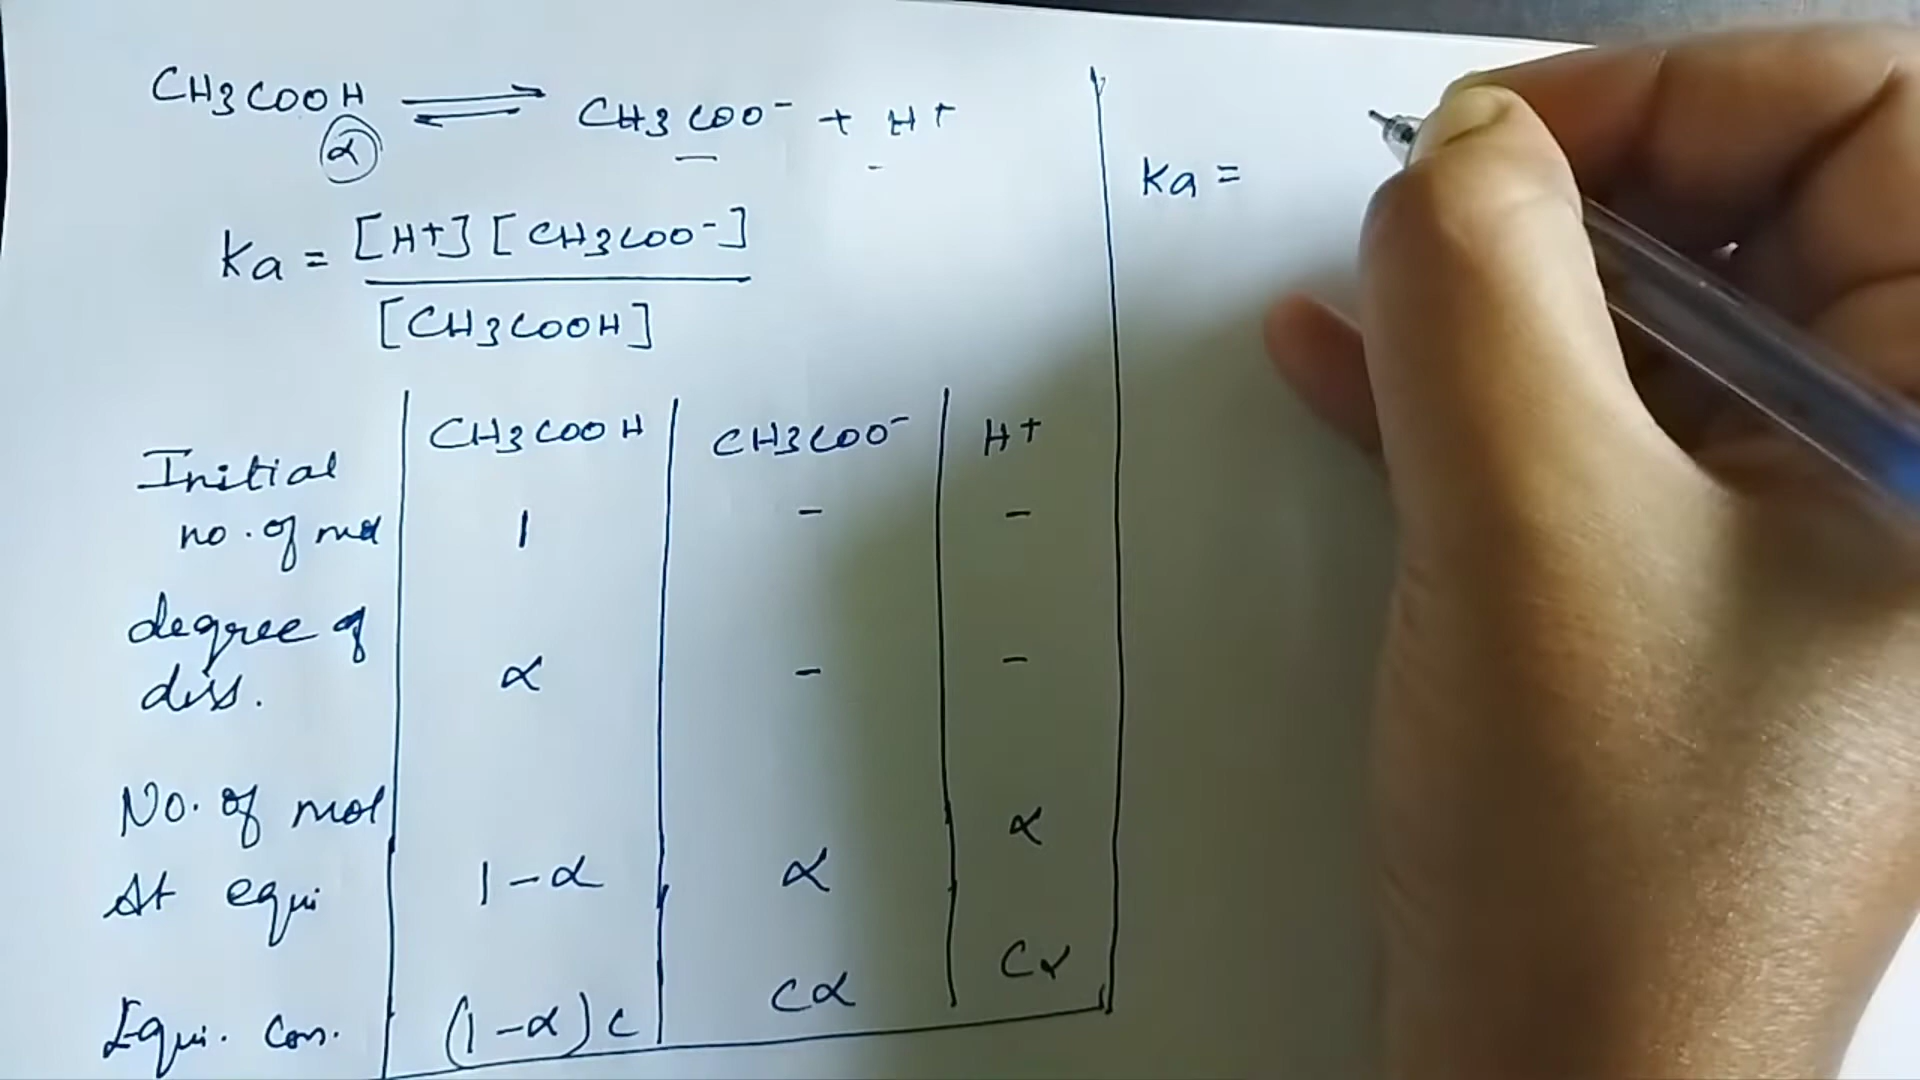 CH3COOH ⇌ CH3COO⁻ + H⁺
α
Ka = [H⁺] [CH3COO⁻]
[CH3COOH]
CH3COOH CH3COO⁻ H⁺
Initial
no. of mol 1 - -
degree of
diss. α - -
No. of mol
At equi 1-α α α
Equi. Con. (1-α)C Cα Cα
Ka =